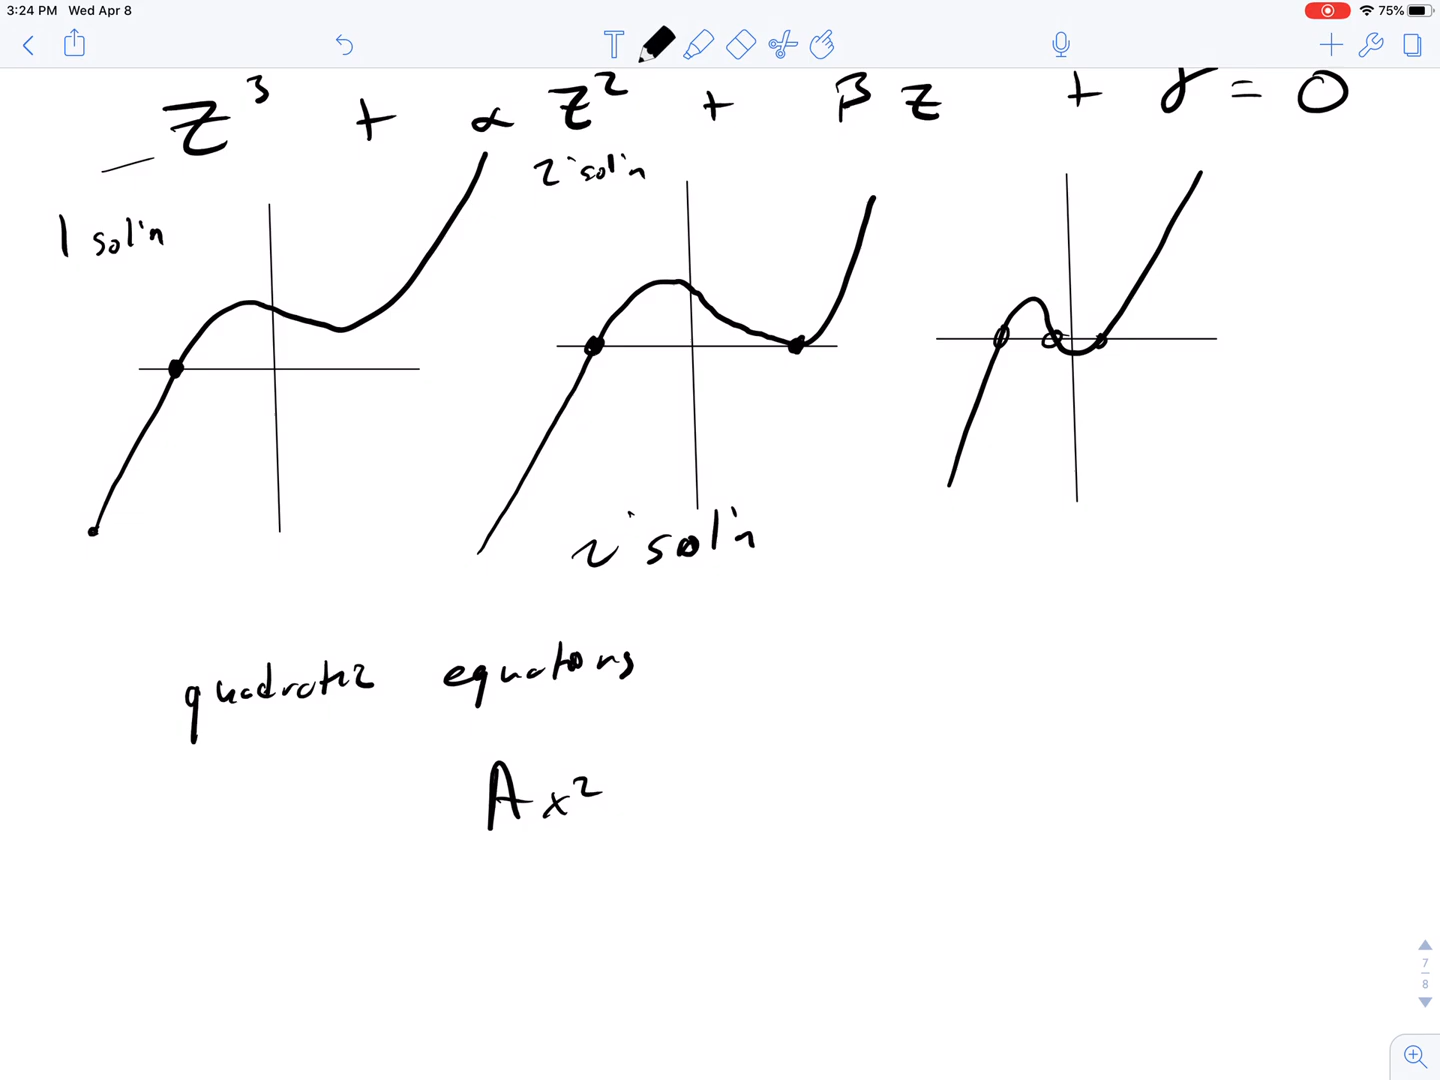 3:24 PM Wed Apr 8
75%
T
z³ + α z² + β z + γ = 0
1 sol'n
2 sol'n
2 sol'n
quadratic equations
Ax²
7
8